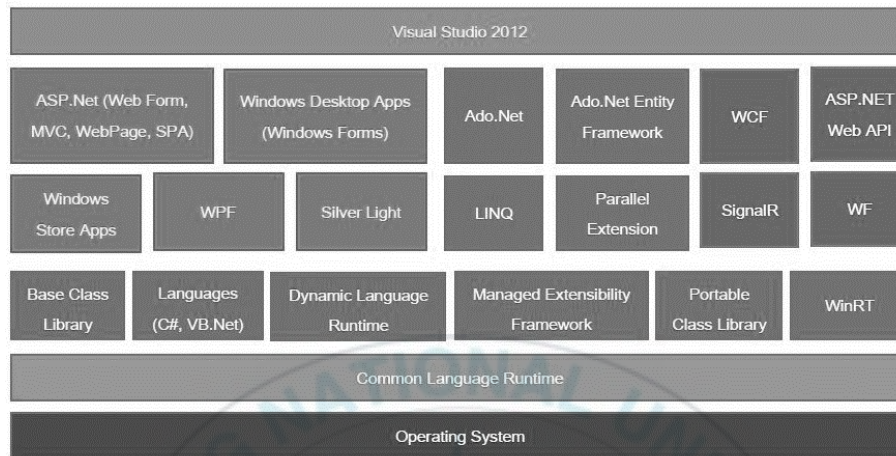 Visual Studio 2012
ASP.Net (Web Form,
MVC, WebPage, SPA)
Windows Desktop Apps
(Windows Forms)
Ado.Net
Ado.Net Entity
Framework
WCF
ASP.NET
Web API
Windows
Store Apps
WPF
Silver Light
LINQ
Parallel
Extension
SignalR
WF
Base Class
Library
Languages
(C#, VB.Net)
Dynamic Language
Runtime
Managed Extensibility
Framework
Portable
Class Library
WinRT
Common Language Runtime
NATIONAL
Operating System